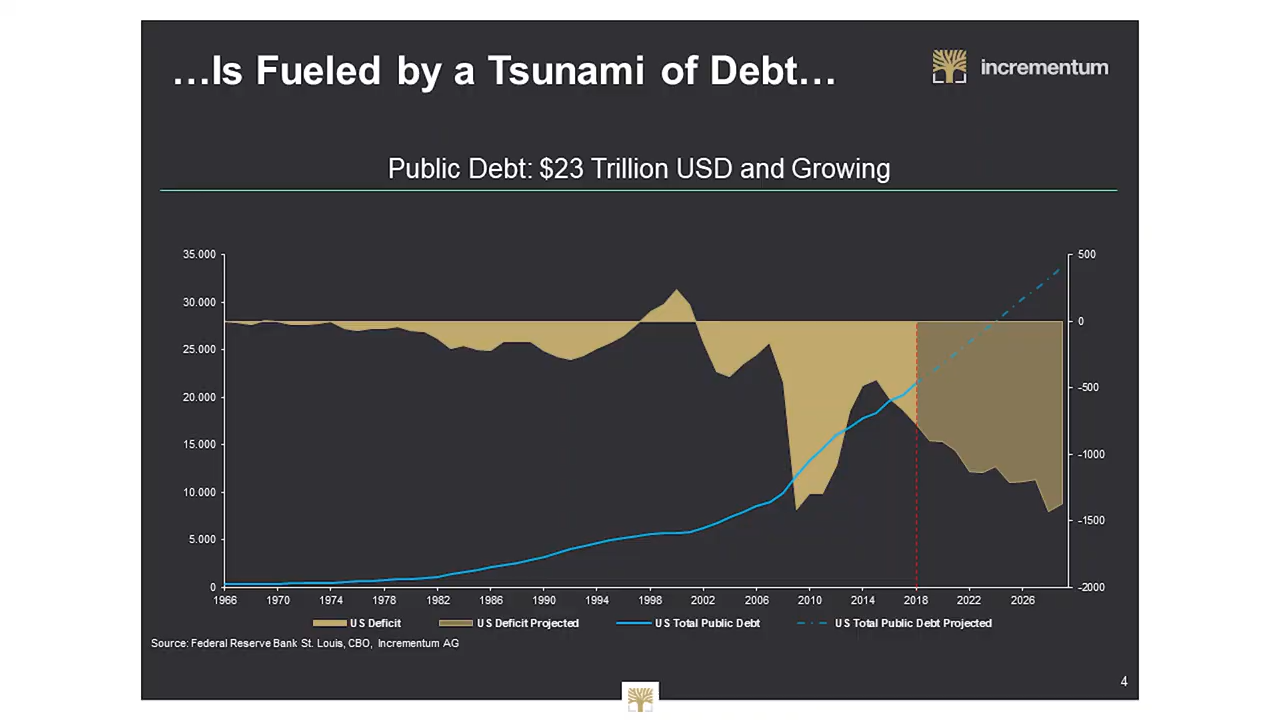 …Is Fueled by a Tsunami of Debt…
incrementum
Public Debt: $23 Trillion USD and Growing
35.000
30.000
25.000
20.000
15.000
10.000
5.000
0
500
0
-500
-1000
-1500
-2000
1966 1970 1974 1978 1982 1986 1990 1994 1998 2002 2006 2010 2014 2018 2022 2026
US Deficit US Deficit Projected US Total Public Debt US Total Public Debt Projected
Source: Federal Reserve Bank St. Louis, CBO, Incrementum AG
4